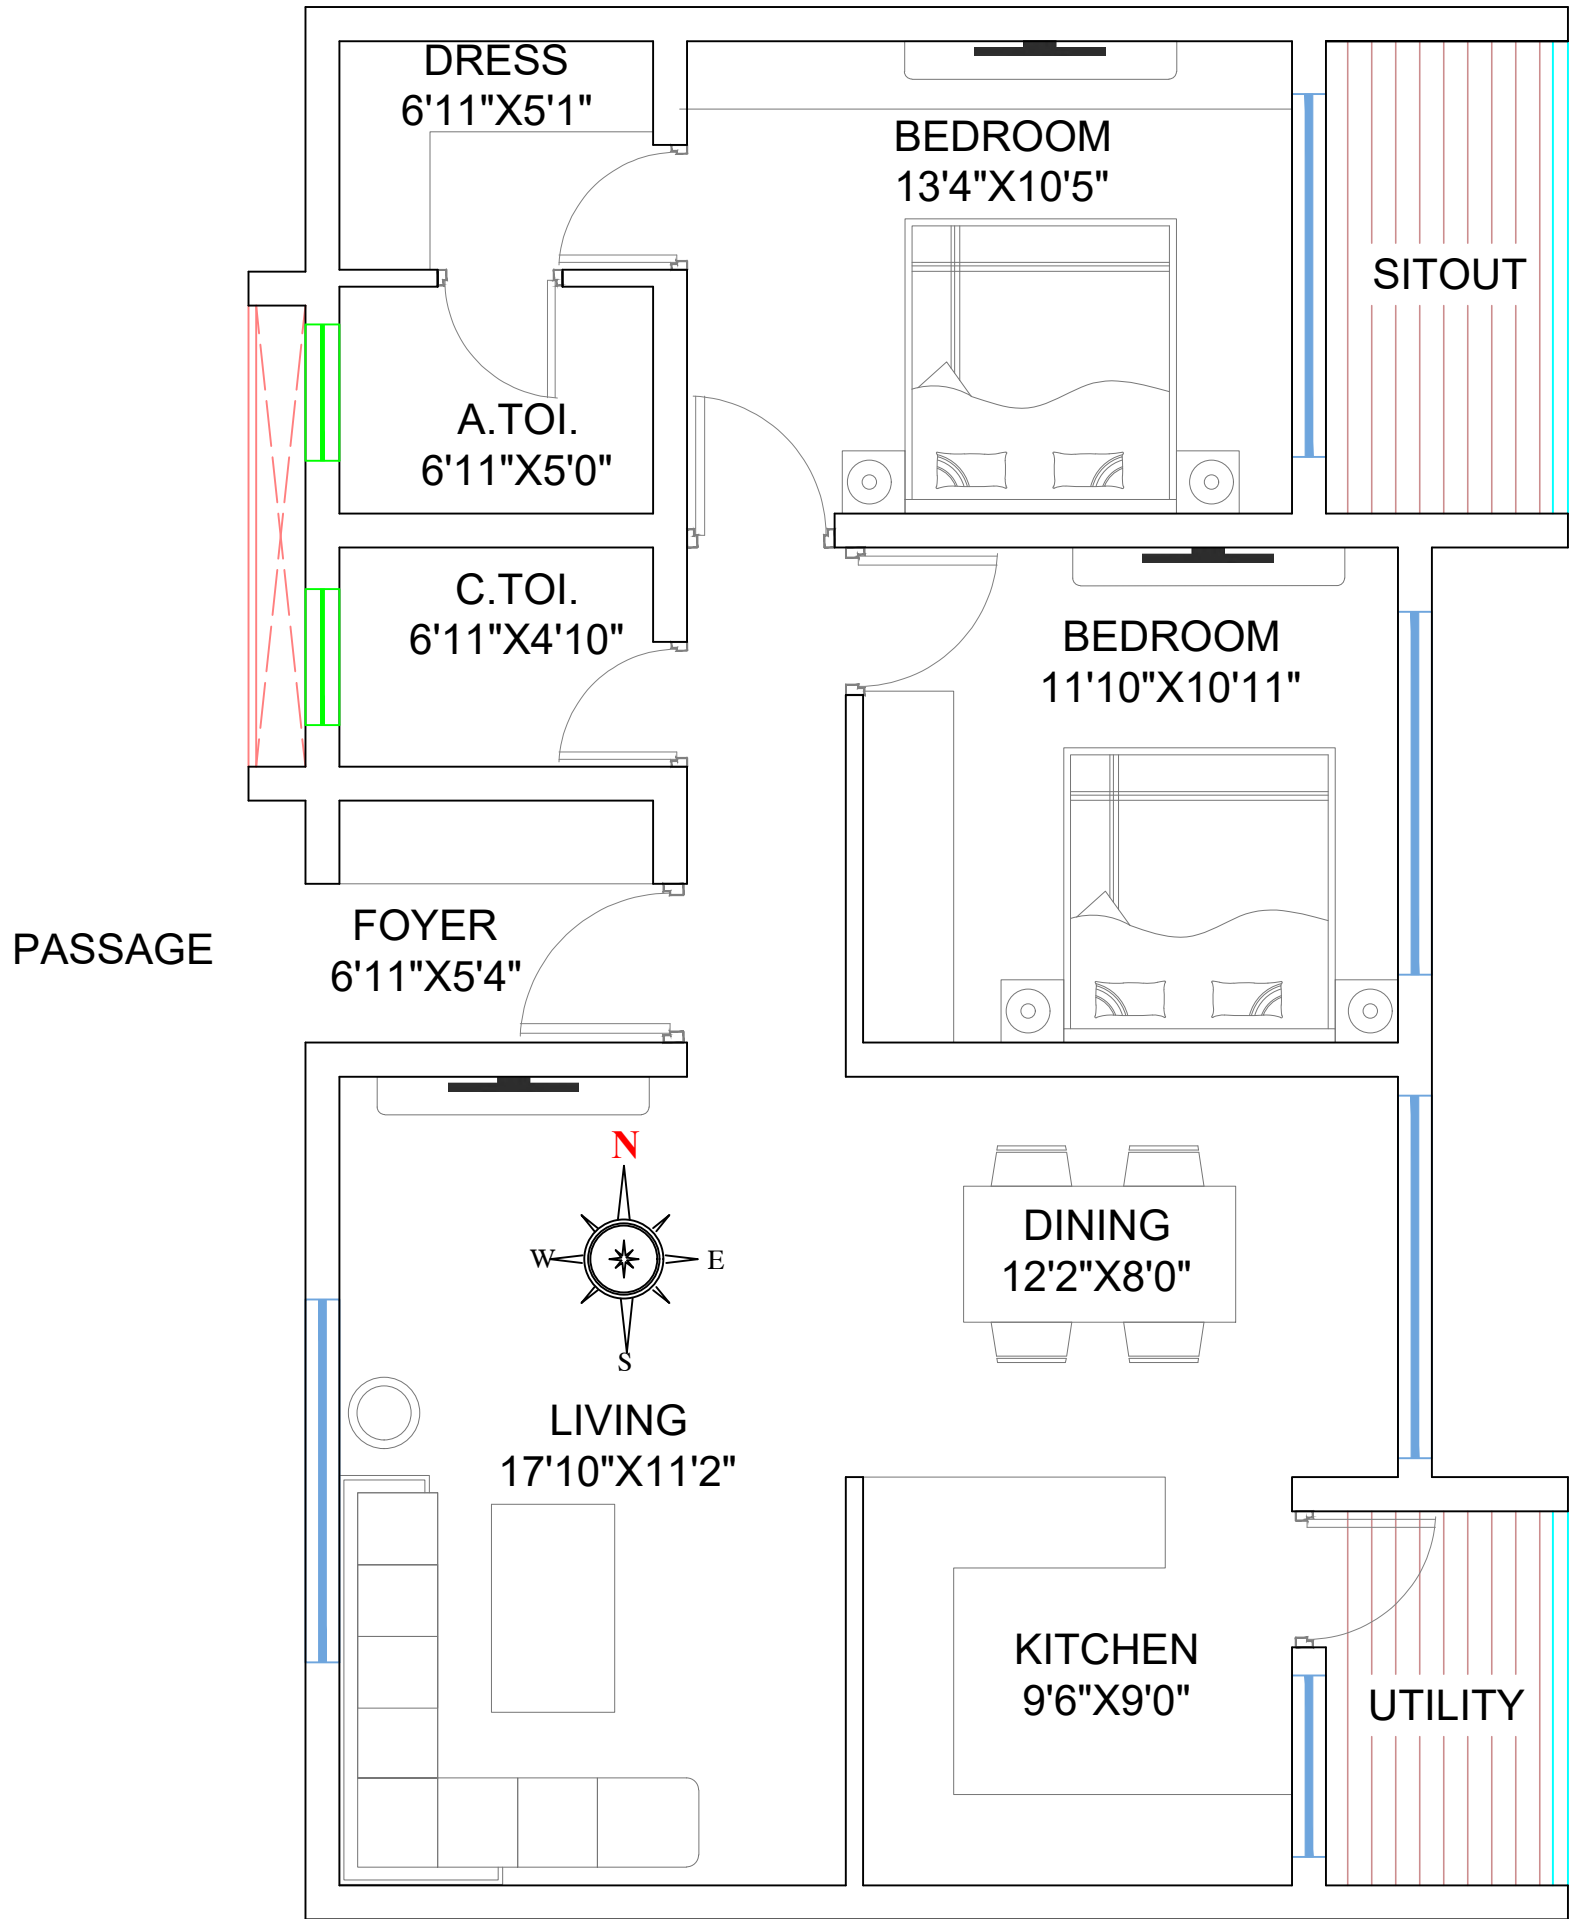 DRESS
6'11"X5'1"
BEDROOM
13'4"X10'5"
SITOUT
A.TOI.
6'11"X5'0"
C.TOI.
6'11"X4'10"
BEDROOM
11'10"X10'11"
PASSAGE
FOYER
6'11"X5'4"
N
W
E
S
DINING
12'2"X8'0"
LIVING
17'10"X11'2"
KITCHEN
9'6"X9'0"
UTILITY